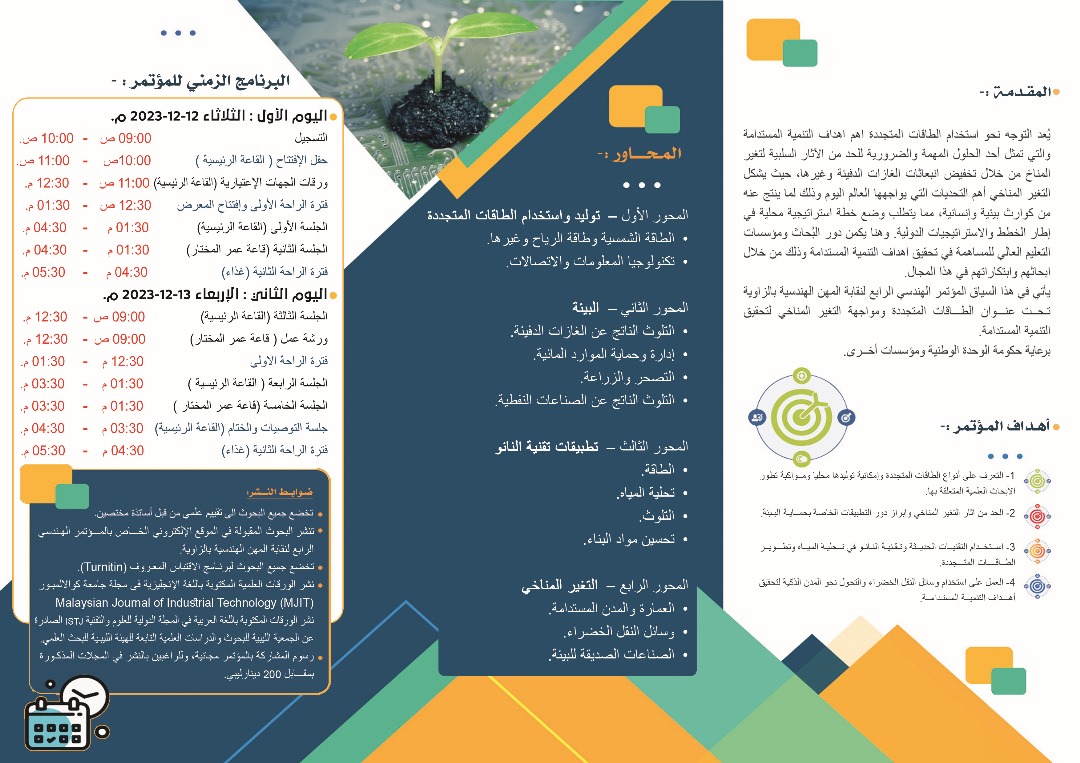 المقدمة :-
يُعد التوجه نحو استخدام الطاقات المتجددة اهم اهداف التنمية المستدامة
والتي تمثل أحد الحلول المهمة والضرورية للحد من الآثار السلبية لتغير
المناخ من خلال تخفيض انبعاثات الغازات الدفيئة وغيرها، حيث يشكل
التغير المناخي أهم التحديات التي يواجهها العالم اليوم وذلك لما ينتج عنه
من كوارث بيئية وإنسانية، مما يتطلب وضع خطة استراتيجية محلية في
إطار الخطط والاستراتيجيات الدولية. وهنا يكمن دور البُحاث ومؤسسات
التعليم العالي للمساهمة في تحقيق اهداف التنمية المستدامة وذلك من خلال
ابحاثهم وابتكاراتهم في هذا المجال.
يأتي في هذا السياق المؤتمر الهندسي الرابع لنقابة المهن الهندسية بالزاوية
تحت عنوان الطاقات المتجددة ومواجهة التغير المناخي لتحقيق
التنمية المستدامة.
برعاية حكومة الوحدة الوطنية ومؤسسات أخرى.
أهداف المؤتمر :-
1- التعرف على أنواع الطاقات المتجددة وإمكانية توليدها محليا ومواكبة تطور
الابحاث العلمية المتعلقة بها.
2- الحد من اثار التغير المناخي وإبراز دور التطبيقات الخاصة بحماية البيئة.
3- استخدام التقنيات الحديثة وتقنية النانو في تحلية المياه وتطوير
الطاقات المتجددة.
4- العمل على استخدام وسائل النقل الخضراء والتحول نحو المدن الذكية لتحقيق
أهداف التنمية المستدامة.
المحاور :-
المحور الأول – توليد واستخدام الطاقات المتجددة
• الطاقة الشمسية وطاقة الرياح وغيرها.
• تكنولوجيا المعلومات والاتصالات.
المحور الثاني – البيئة
• التلوث الناتج عن الغازات الدفيئة.
• إدارة وحماية الموارد المائية.
• التصحر والزراعة.
• التلوث الناتج عن الصناعات النفطية.
المحور الثالث – تطبيقات تقنية النانو
• الطاقة.
• تحلية المياه.
• التلوث.
• تحسين مواد البناء.
المحور الرابع – التغير المناخي
• العمارة والمدن المستدامة.
• وسائل النقل الخضراء.
• الصناعات الصديقة للبيئة.
البرنامج الزمني للمؤتمر :-
اليوم الأول : الثلاثاء 12-12-2023 م.
التسجيل 09:00 ص - 10:00 ص.
حفل الإفتتاح ( القاعة الرئيسية ) 10:00ص - 11:00 ص.
ورقات الجهات الإعتبارية (القاعة الرئيسية) 11:00 ص - 12:30 م.
فترة الراحة الأولى وإفتتاح المعرض 12:30 ص - 01:30 م.
الجلسة الأولى (القاعة الرئيسية) 01:30 م - 04:30 م.
الجلسة الثانية (قاعة عمر المختار) 01:30 م - 04:30 م.
فترة الراحة الثانية (غذاء) 04:30 م - 05:30 م.
اليوم الثاني : الإربعاء 13-12-2023 م.
الجلسة الثالثة (القاعة الرئيسية) 09:00 ص - 12:30 م.
ورشة عمل ( قاعة عمر المختار) 09:00 ص - 12:30 م.
فترة الراحة الاولى 12:30 م - 01:30 م.
الجلسة الرابعة ( القاعة الرئيسية ) 01:30 م - 03:30 م.
الجلسة الخامسة (قاعة عمر المختار ) 01:30 م - 03:30 م.
جلسة التوصيات والختام (القاعة الرئيسية) 03:30 م - 04:30 م.
فترة الراحة الثانية (غذاء) 04:30 م - 05:30 م.
ضوابط النشر:
• تخضع جميع البحوث الى تقييم علمي من قبل أساتذة مختصين.
• تنشر البحوث المقبولة في الموقع الإلكتروني الخاص بالمؤتمر الهندسي
الرابع لنقابة المهن الهندسية بالزاوية.
• تخضع جميع البحوث لبرنامج الاقتباس المعروف (Turnitin).
• نشر الورقات العلمية المكتوبة باللغة الإنجليزية في مجلة جامعة كوالالمبور
Malaysian Journal of Industrial Technology (MJIT)
نشر الورقات المكتوبة باللغة العربية في المجلة الدولية للعلوم والتقنية ISTJ الصادرة
عن الجمعية الليبية للبحوث والدراسات العلمية التابعة للهيئة الليبية للبحث العلمي.
• رسوم المشاركة بالمؤتمر مجانية، وللراغبين بالنشر في المجلات المذكورة
بمقابل 200 دينارليبي.